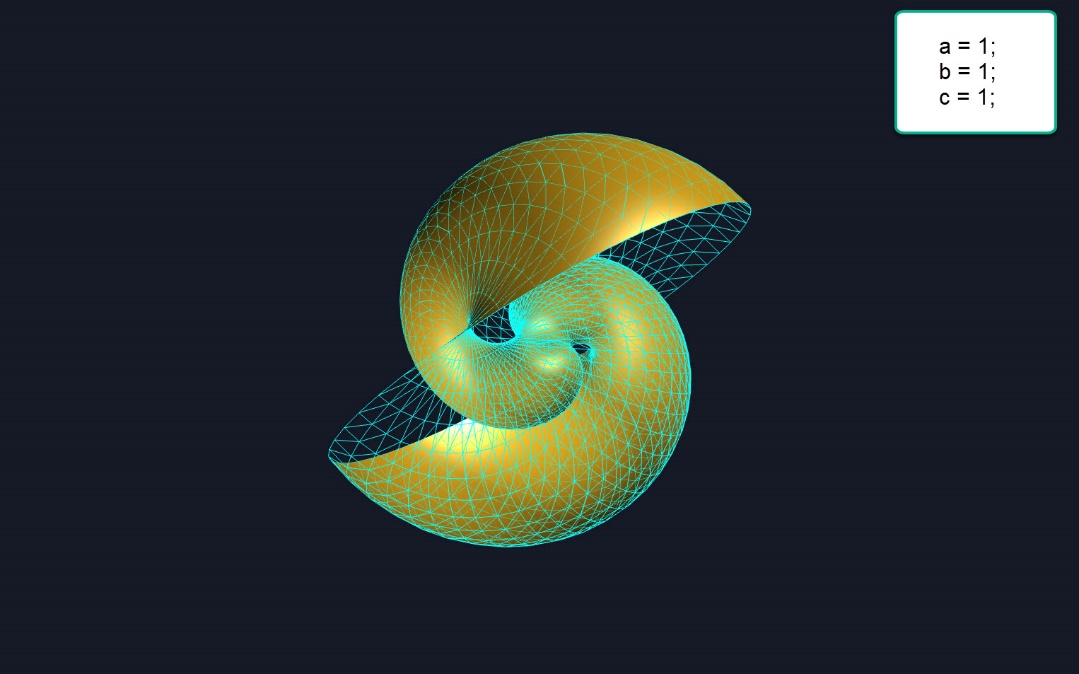 a = 1;
b = 1;
c = 1;